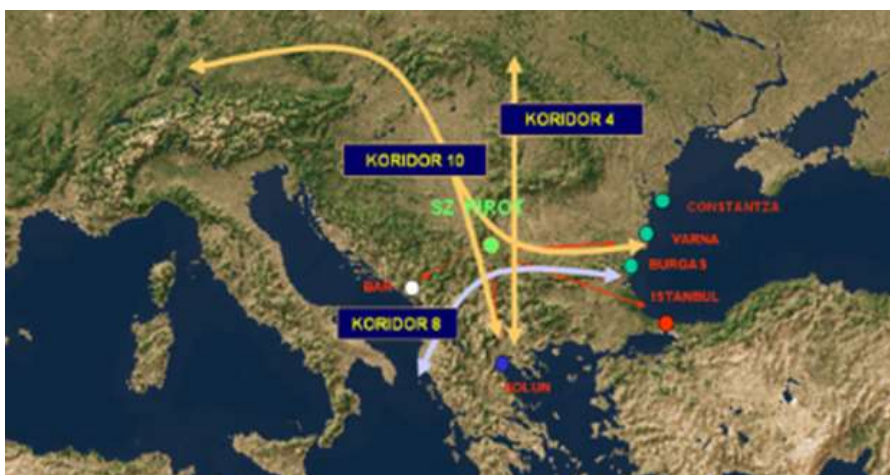 KORIDOR 4
KORIDOR 10
SZ PIROT
CONSTANTZA
VARNA
BURGAS
BAR
ISTANBUL
KORIDOR 8
SOLUN